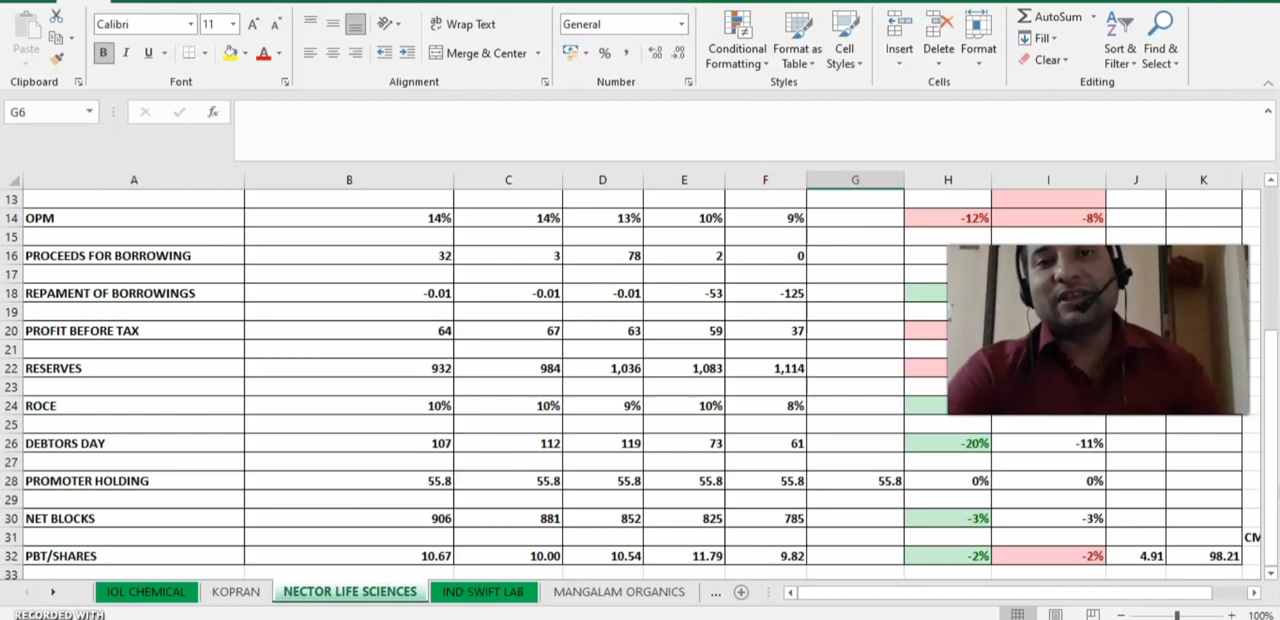 Calibri 11 A A Wrap Text General AutoSum
Paste B I U A Merge & Center % , Conditional Formatting Format as Table Cell Styles Insert Delete Format Fill Clear Sort & Filter Find & Select
Clipboard Font Alignment Number Styles Cells Editing
G6 fx
A B C D E F G H I J K
13
14 OPM 14% 14% 13% 10% 9% -12% -8%
15
16 PROCEEDS FOR BORROWING 32 3 78 2 0
17
18 REPAMENT OF BORROWINGS -0.01 -0.01 -0.01 -53 -125
19
20 PROFIT BEFORE TAX 64 67 63 59 37
21
22 RESERVES 932 984 1,036 1,083 1,114
23
24 ROCE 10% 10% 9% 10% 8%
25
26 DEBTORS DAY 107 112 119 73 61 -20% -11%
27
28 PROMOTER HOLDING 55.8 55.8 55.8 55.8 55.8 55.8 0% 0%
29
30 NET BLOCKS 906 881 852 825 785 -3% -3%
31 CM
32 PBT/SHARES 10.67 10.00 10.54 11.79 9.82 -2% -2% 4.91 98.21
33
IOL CHEMICAL KOPRAN NECTOR LIFE SCIENCES IND SWIFT LAB MANGALAM ORGANICS ...
RECORDED WITH 100%